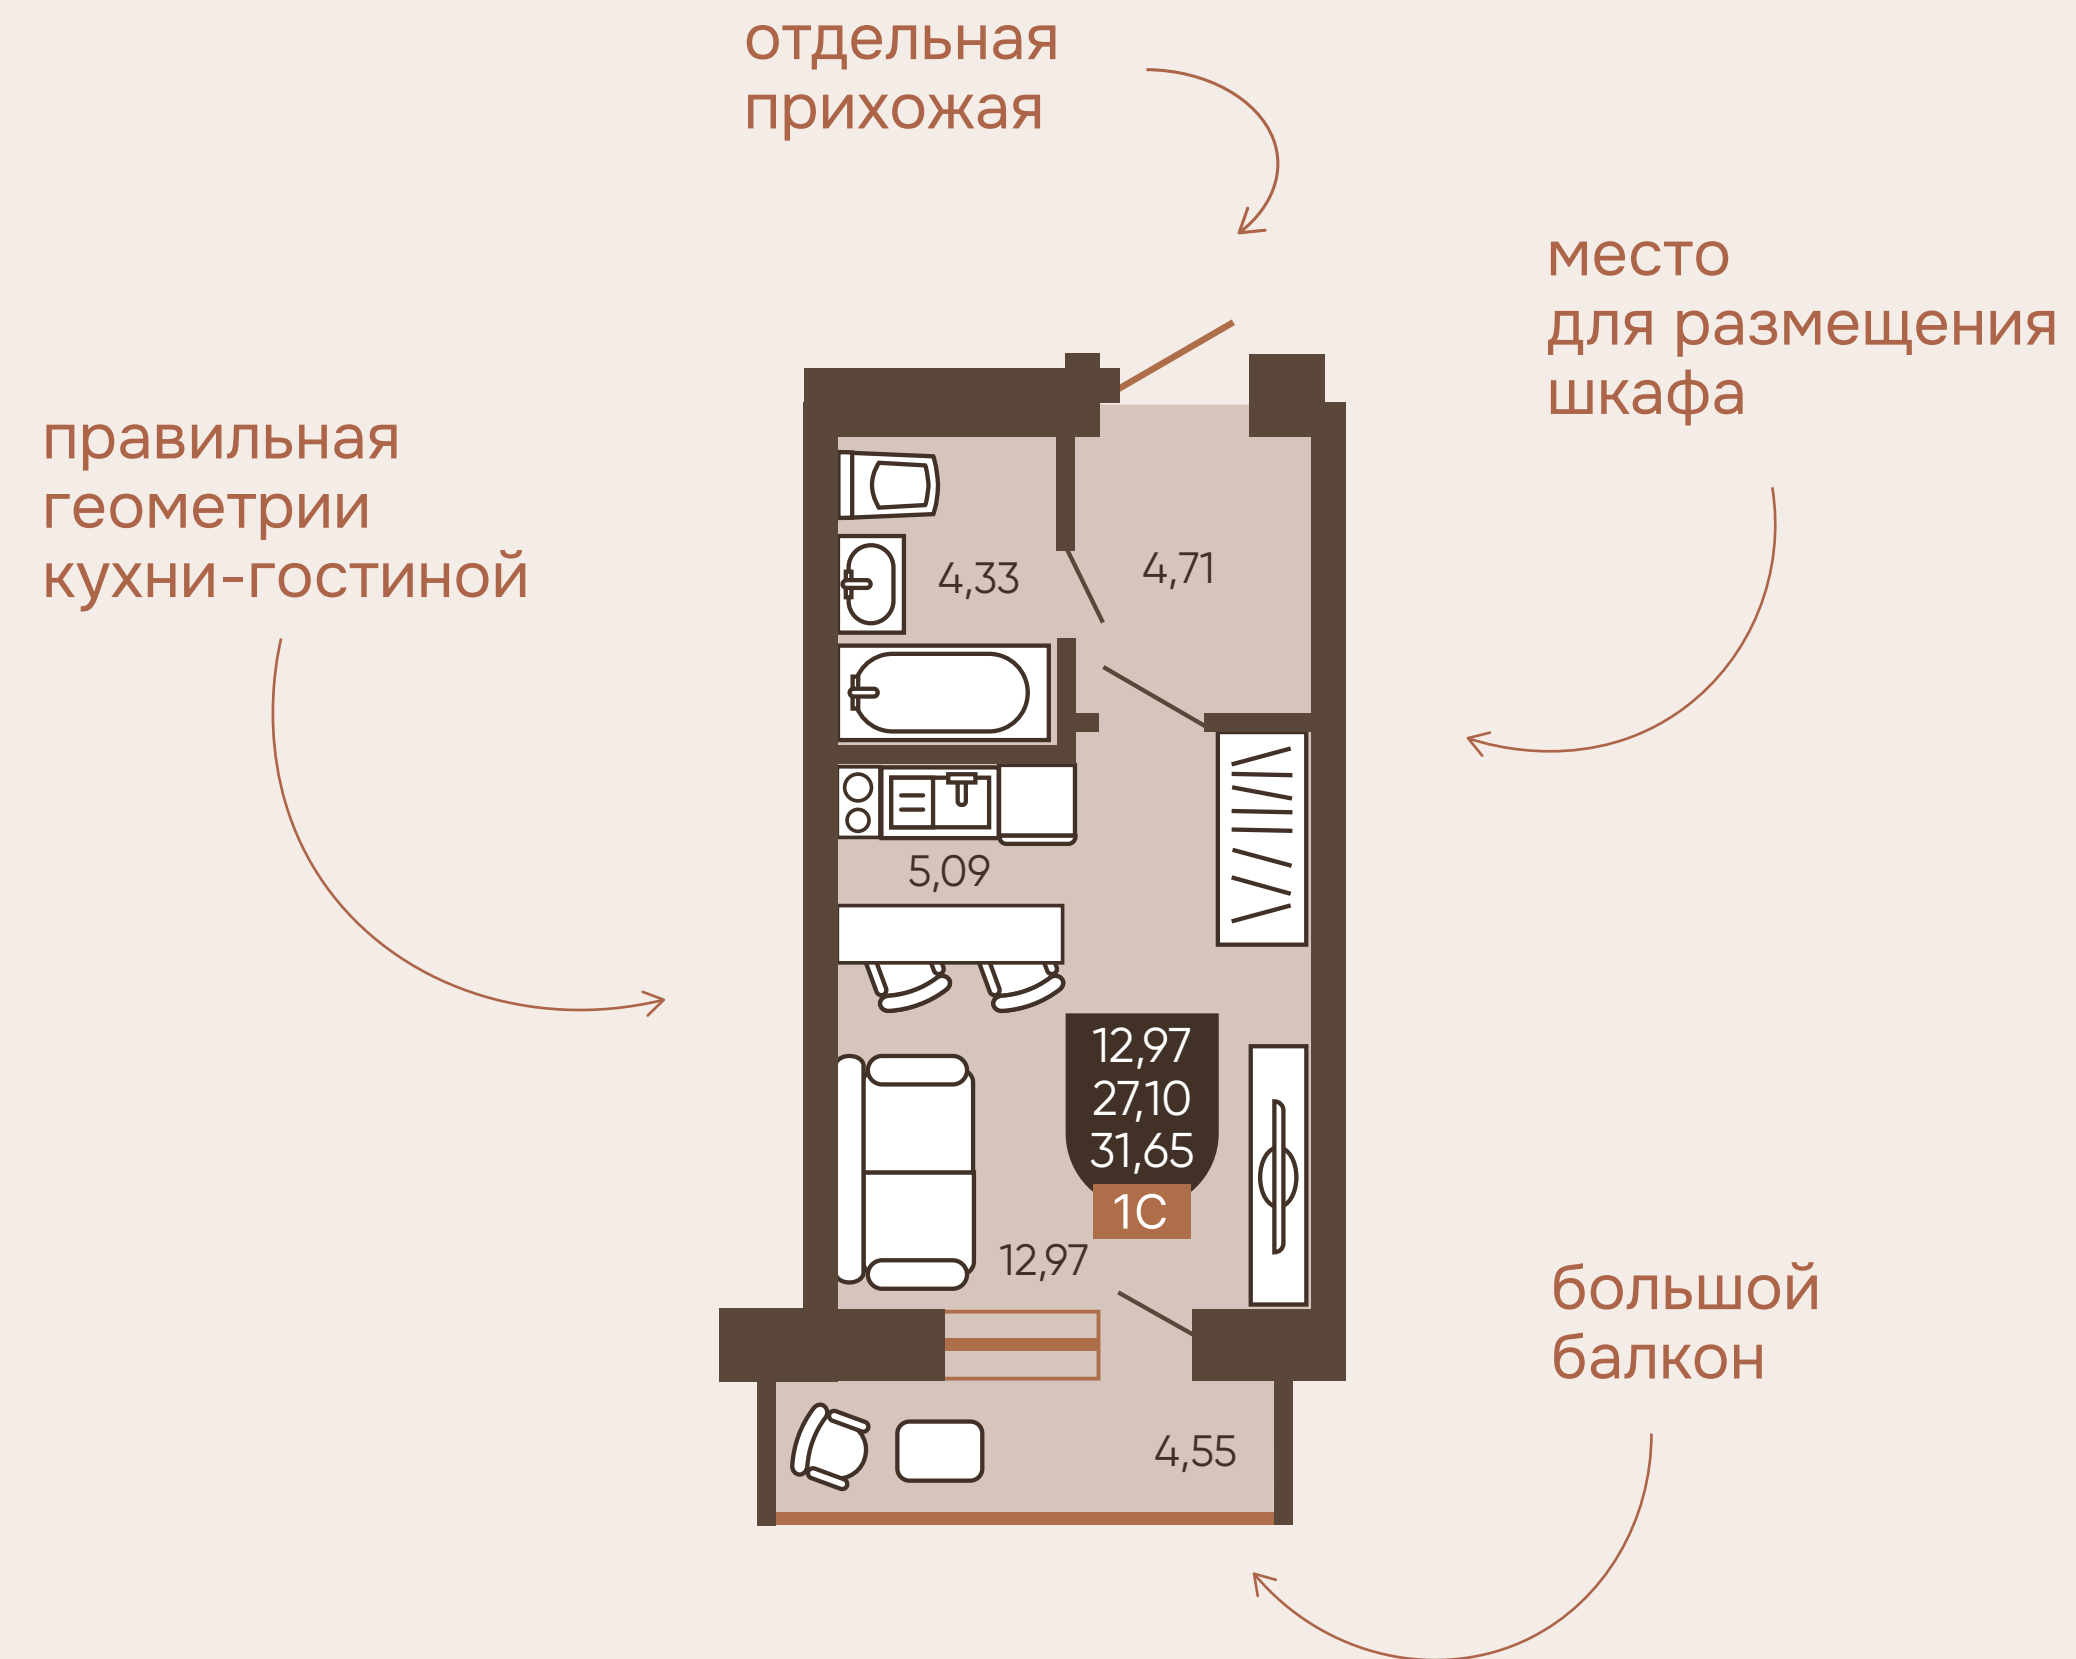 отдельная
прихожая
место
для размещения
шкафа
правильная
геометрии
кухни-гостиной
4,33
4,71
5,09
12,97
27,10
31,65
1С
12,97
большой
балкон
4,55